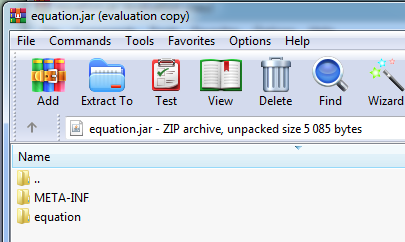 equation.jar (evaluation copy)
File Commands Tools Favorites Options Help
Add Extract To Test View Delete Find Wizard
equation.jar - ZIP archive, unpacked size 5 085 bytes
Name
..
META-INF
equation